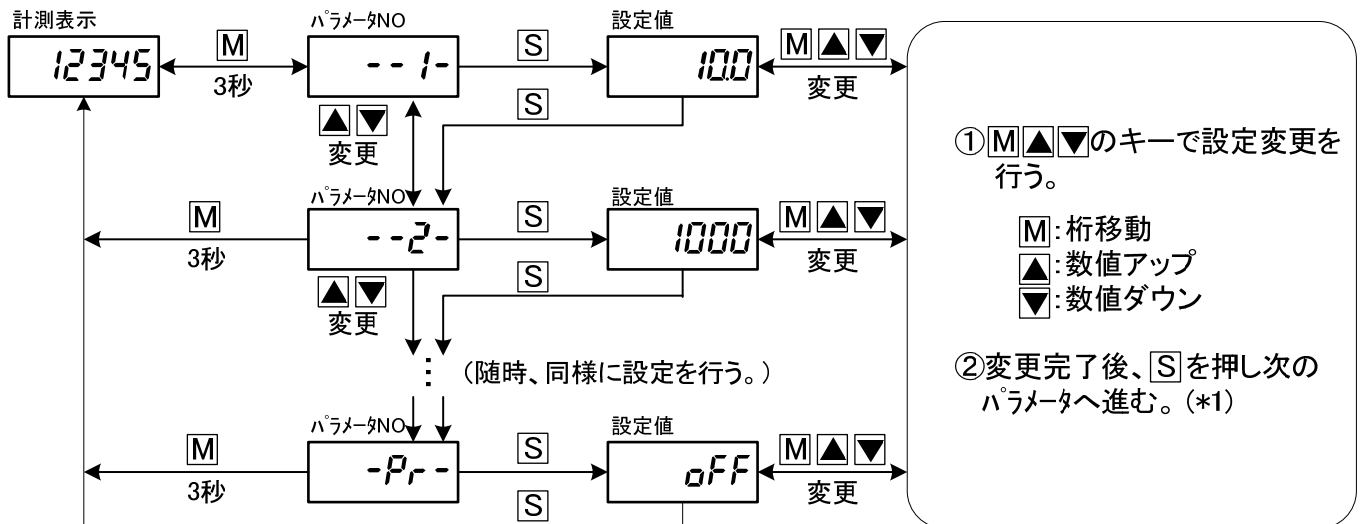 計測表示
パラメータNO
設定値
12345
M
3秒
--1-
S
10.0
M▲▼
変更
▲▼
変更
S
パラメータNO
設定値
M
3秒
--2-
S
1000
M▲▼
変更
▲▼
変更
S
(随時、同様に設定を行う。)
パラメータNO
設定値
M
3秒
-Pr-
S
oFF
M▲▼
変更
S
①M▲▼のキーで設定変更を
行う。
M:桁移動
▲:数値アップ
▼:数値ダウン
②変更完了後、Sを押し次の
パラメータへ進む。(*1)